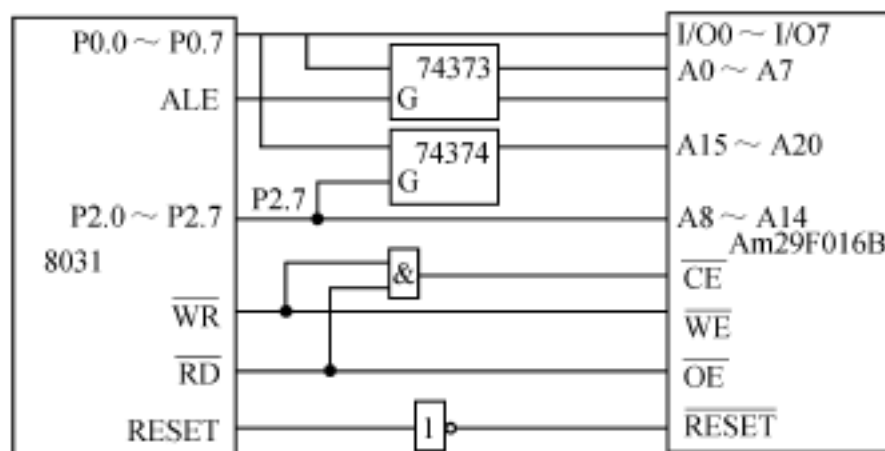 P0.0～P0.7
I/O0～I/O7
74373
A0～A7
ALE
G
74374
A15～A20
G
P2.7
P2.0～P2.7
A8～A14
Am29F016B
8031
&
CE
WR
WE
RD
OE
RESET
1
RESET